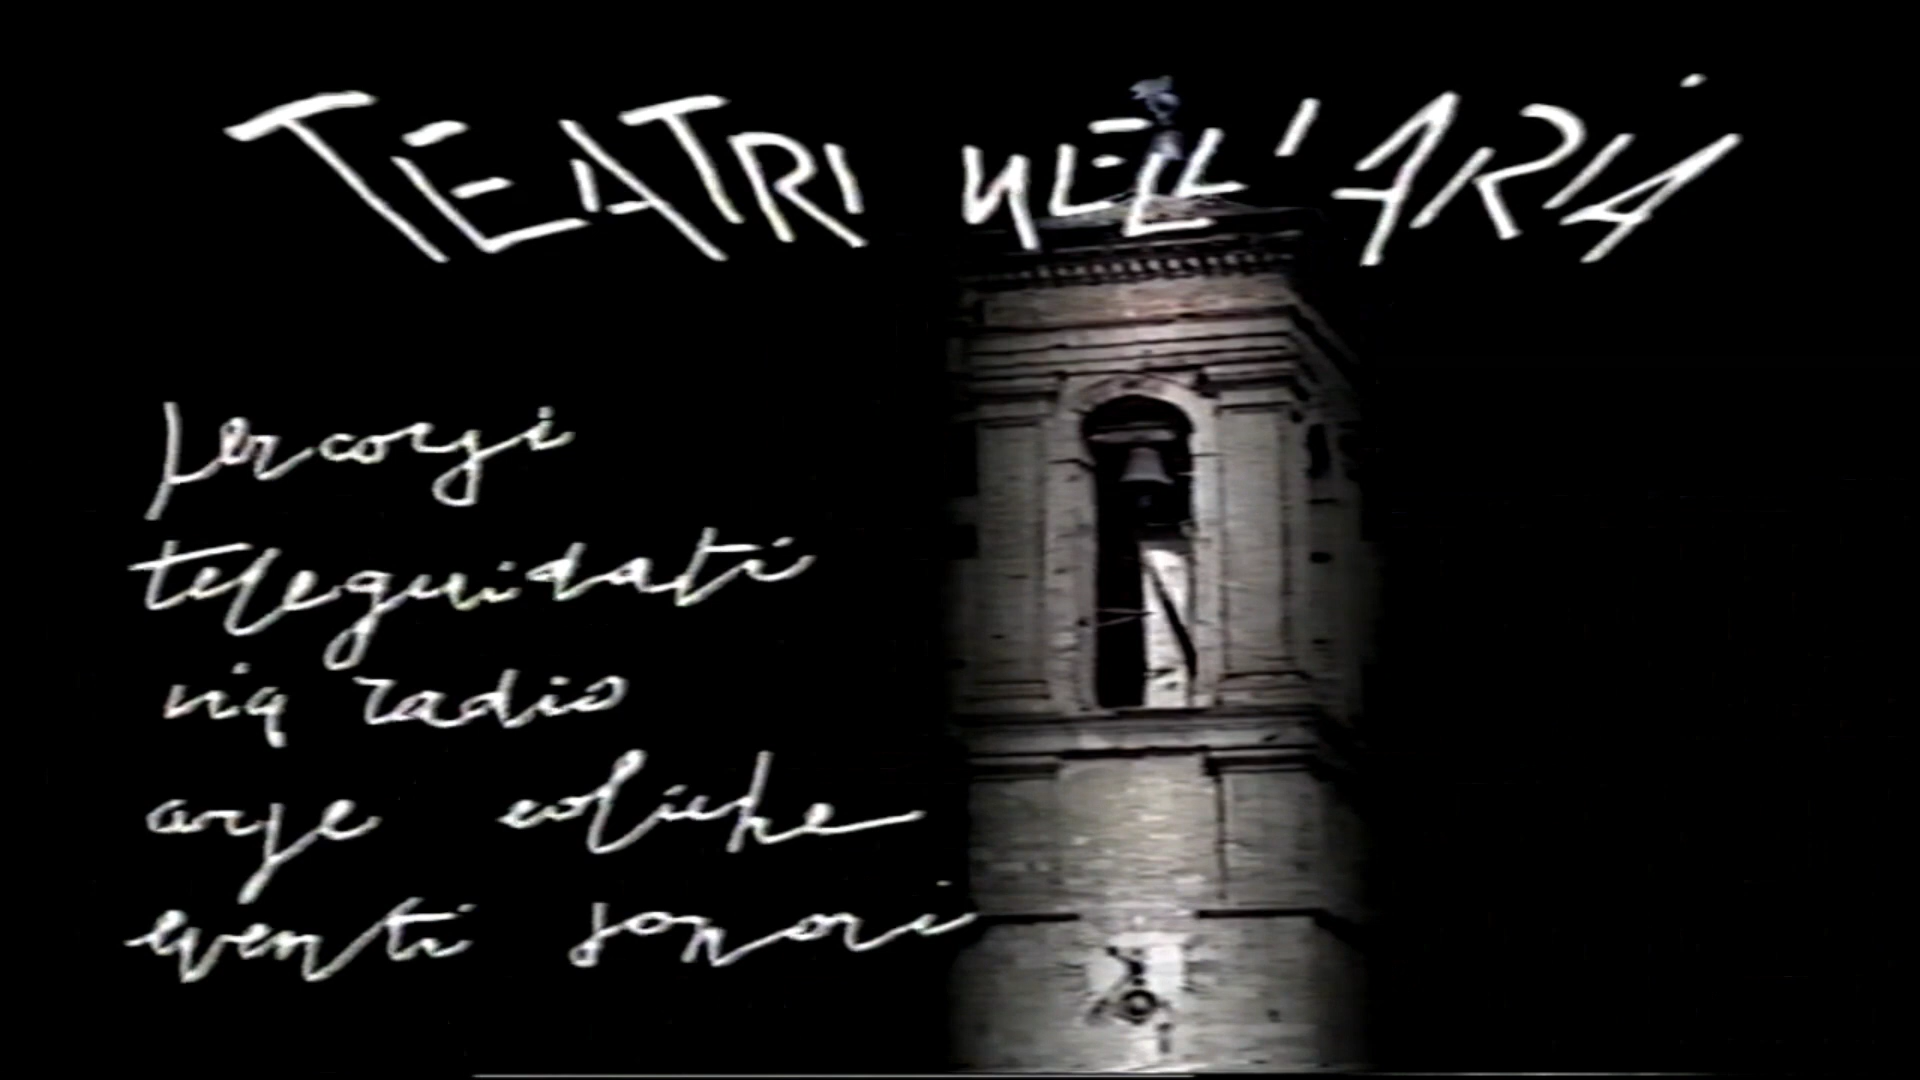 TEATRI NELL'ARIA
percorsi
teleguidati
via radio
arpe eoliche
eventi sonori